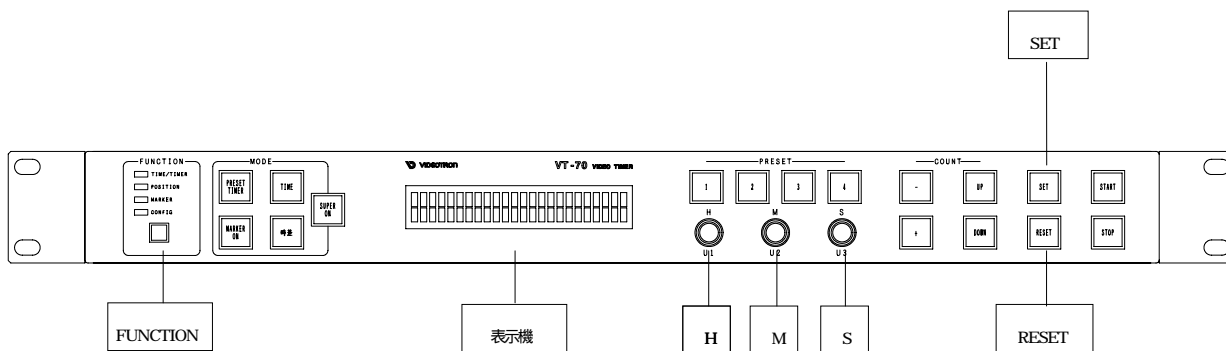 SET
FUNCTION
TIME/TIMER
POSITION
MARKER
CONFIG
MODE
PRESET
TIMER
TIME
SUPER
ON
MARKER
ON
時差
VIDEOTRON
VT-70 VIDEO TIMER
PRESET
1 2 3 4
H M S
U1 U2 U3
COUNT
- UP SET START
+ DOWN RESET STOP
FUNCTION
表示機
H
M
S
RESET